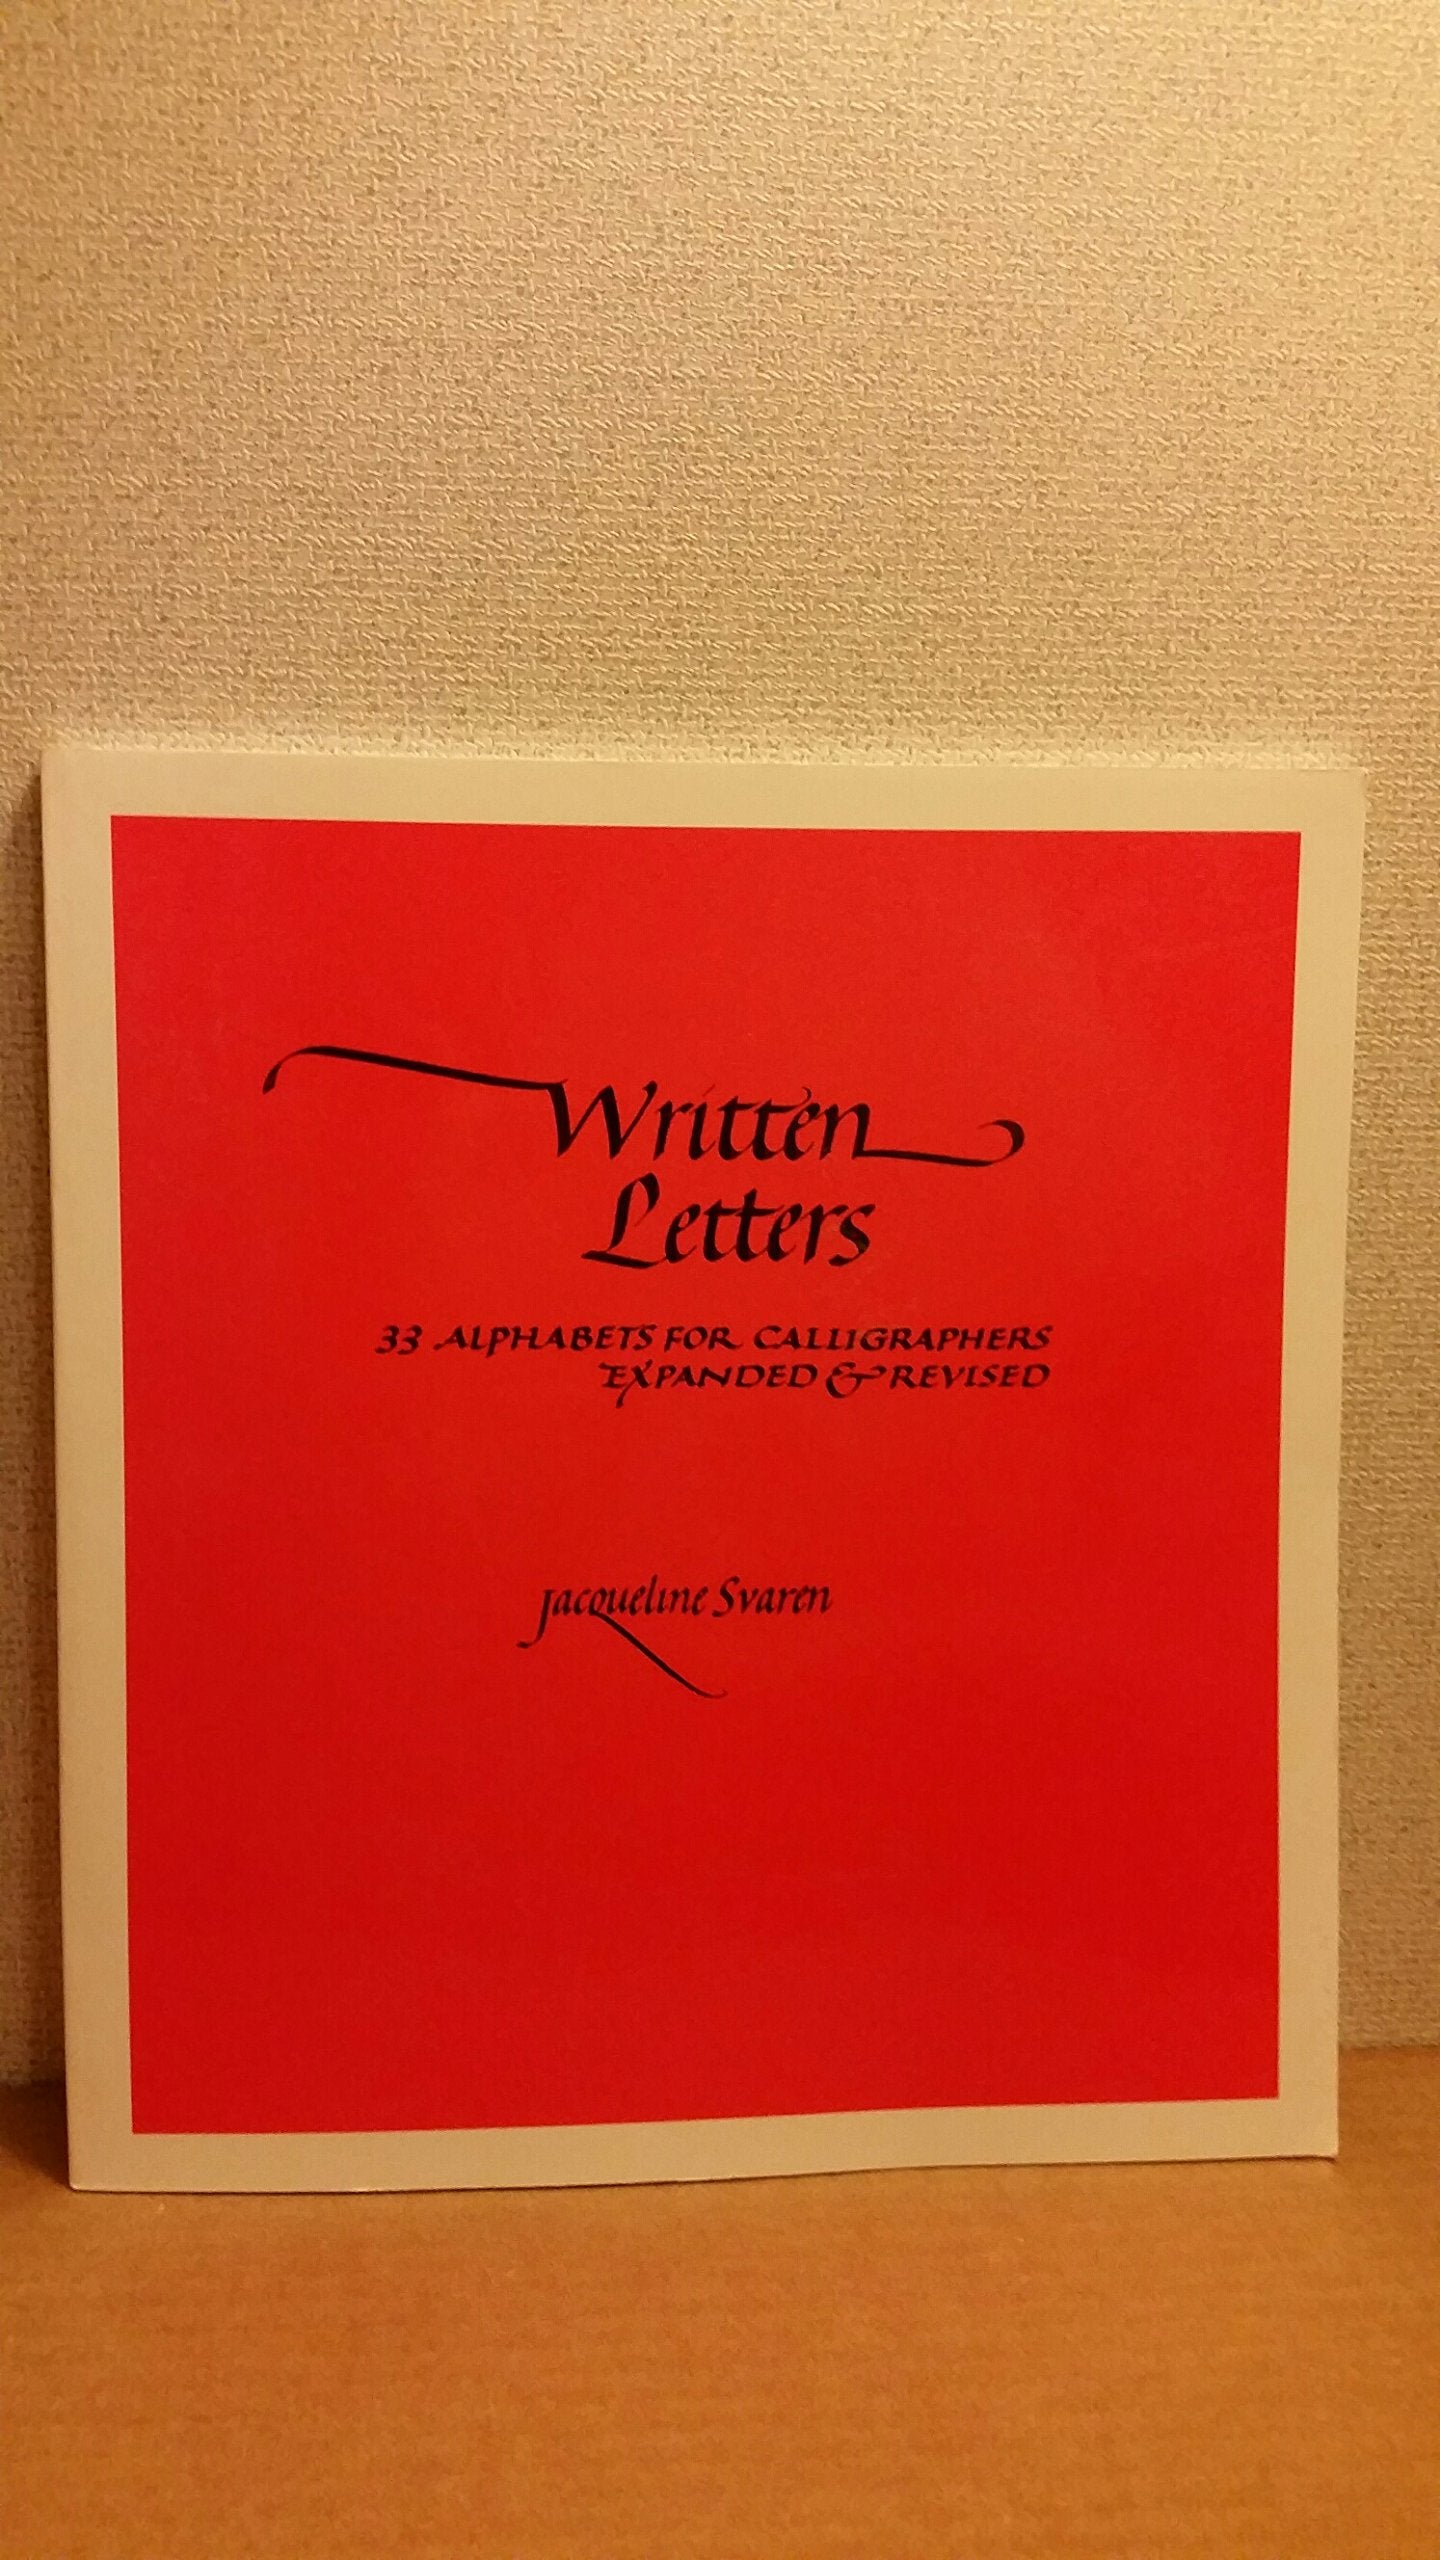 Written
Letters
33 ALPHABETS FOR CALLIGRAPHERS
EXPANDED & REVISED
Jacqueline Svaren